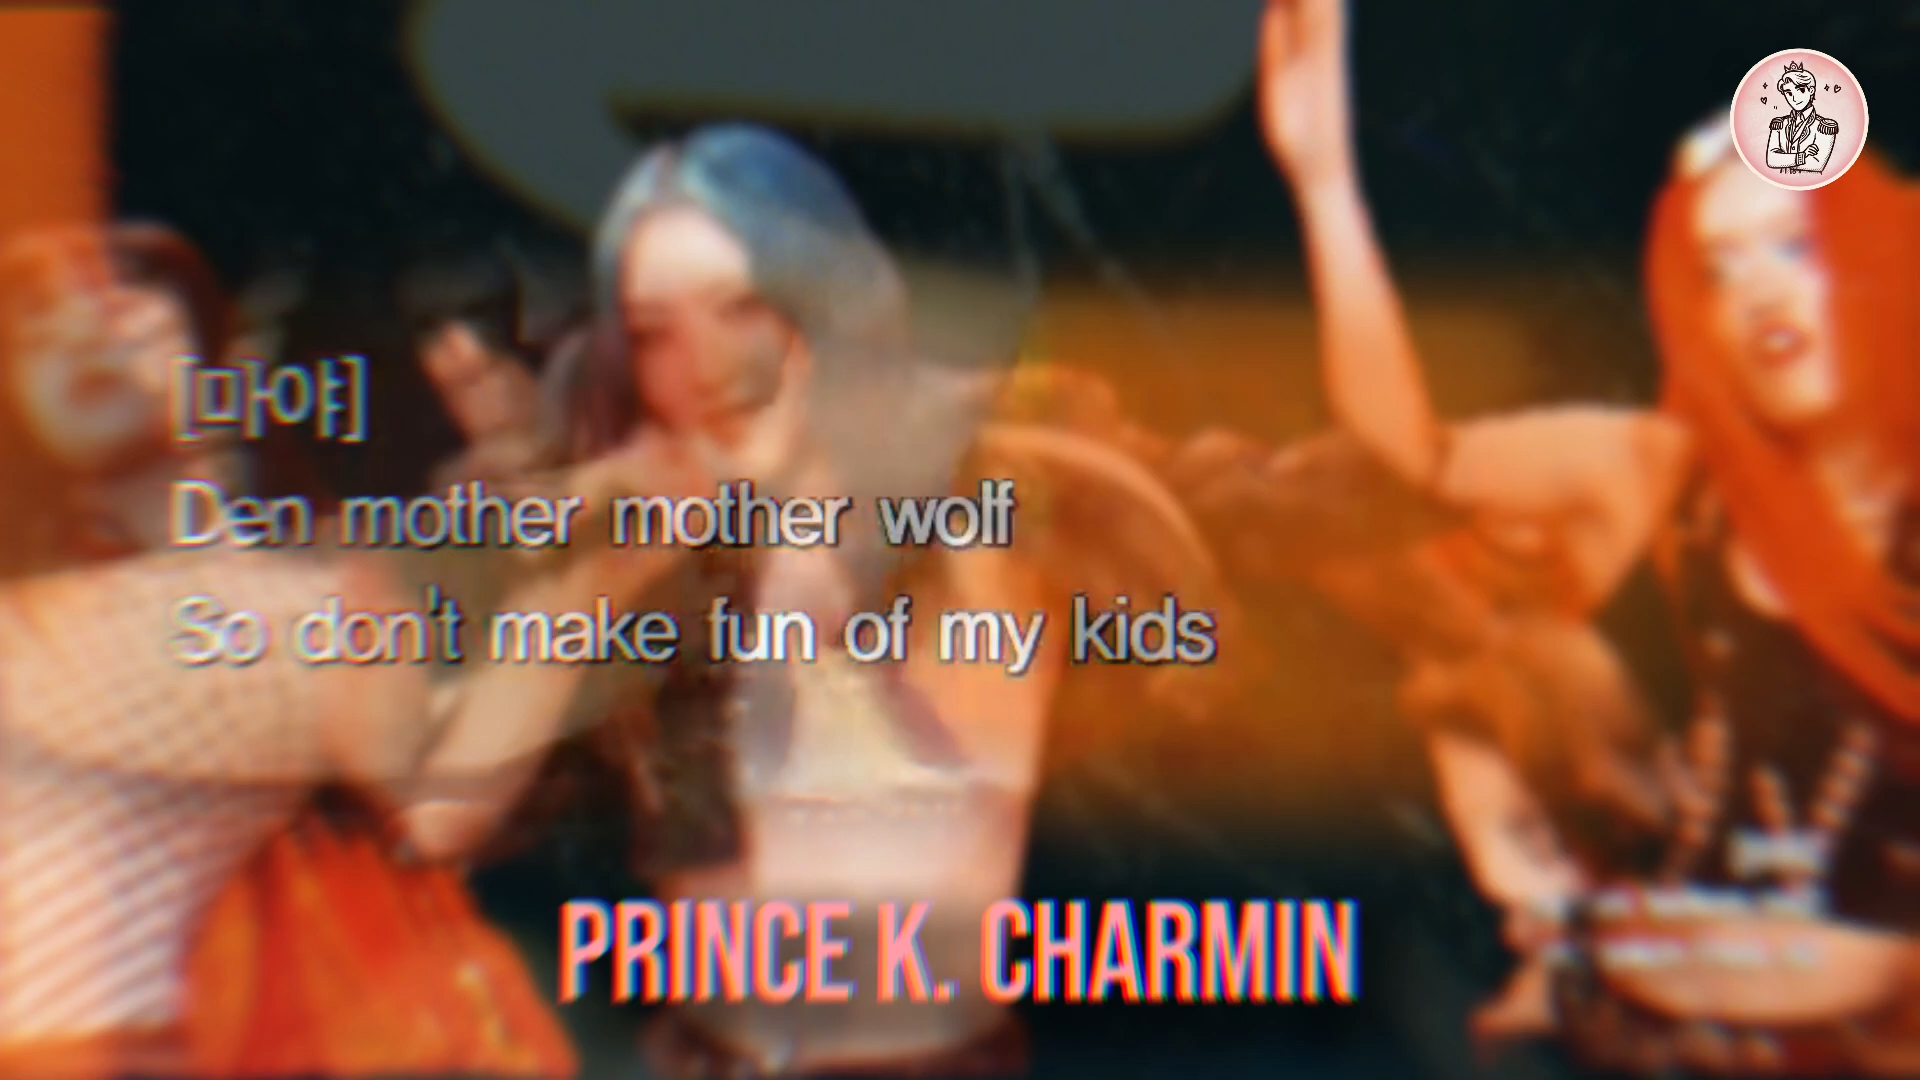 [마야]
Den mother mother wolf
So don't make fun of my kids
PRINCE K. CHARMIN